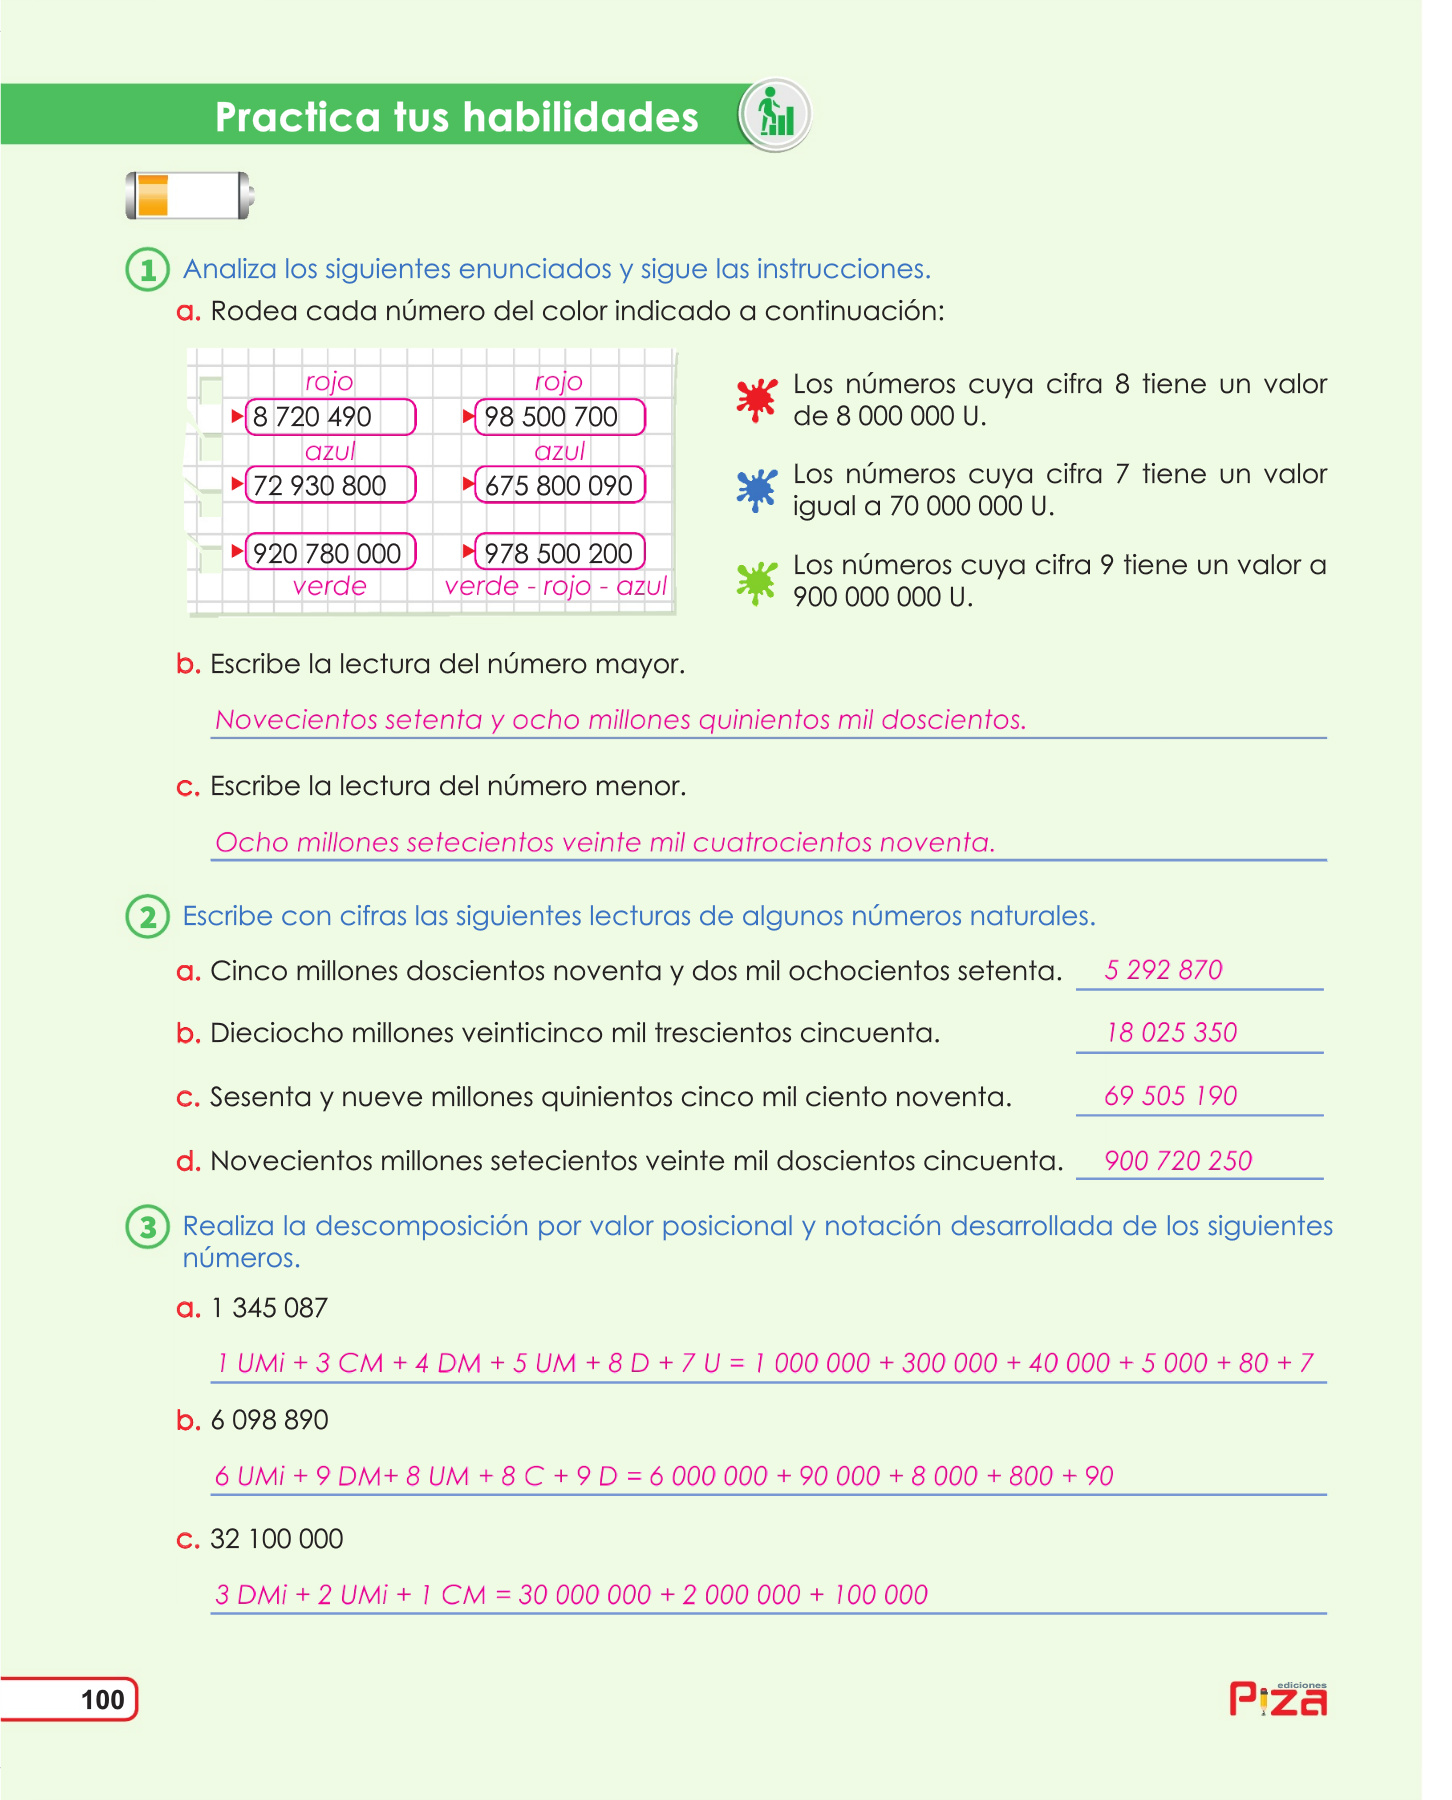 Practica tus habilidades
1 Analiza los siguientes enunciados y sigue las instrucciones.
a. Rodea cada número del color indicado a continuación:
rojo rojo
8 720 490 98 500 700
azul azul
72 930 800 675 800 090
920 780 000 978 500 200
verde verde - rojo - azul
Los números cuya cifra 8 tiene un valor
de 8 000 000 U.
Los números cuya cifra 7 tiene un valor
igual a 70 000 000 U.
Los números cuya cifra 9 tiene un valor a
900 000 000 U.
b. Escribe la lectura del número mayor.
Novecientos setenta y ocho millones quinientos mil doscientos.
c. Escribe la lectura del número menor.
Ocho millones setecientos veinte mil cuatrocientos noventa.
2 Escribe con cifras las siguientes lecturas de algunos números naturales.
a. Cinco millones doscientos noventa y dos mil ochocientos setenta. 5 292 870
b. Dieciocho millones veinticinco mil trescientos cincuenta. 18 025 350
c. Sesenta y nueve millones quinientos cinco mil ciento noventa. 69 505 190
d. Novecientos millones setecientos veinte mil doscientos cincuenta. 900 720 250
3 Realiza la descomposición por valor posicional y notación desarrollada de los siguientes
números.
a. 1 345 087
1 UMi + 3 CM + 4 DM + 5 UM + 8 D + 7 U = 1 000 000 + 300 000 + 40 000 + 5 000 + 80 + 7
b. 6 098 890
6 UMi + 9 DM+ 8 UM + 8 C + 9 D = 6 000 000 + 90 000 + 8 000 + 800 + 90
c. 32 100 000
3 DMi + 2 UMi + 1 CM = 30 000 000 + 2 000 000 + 100 000
100
ediciones
Piza